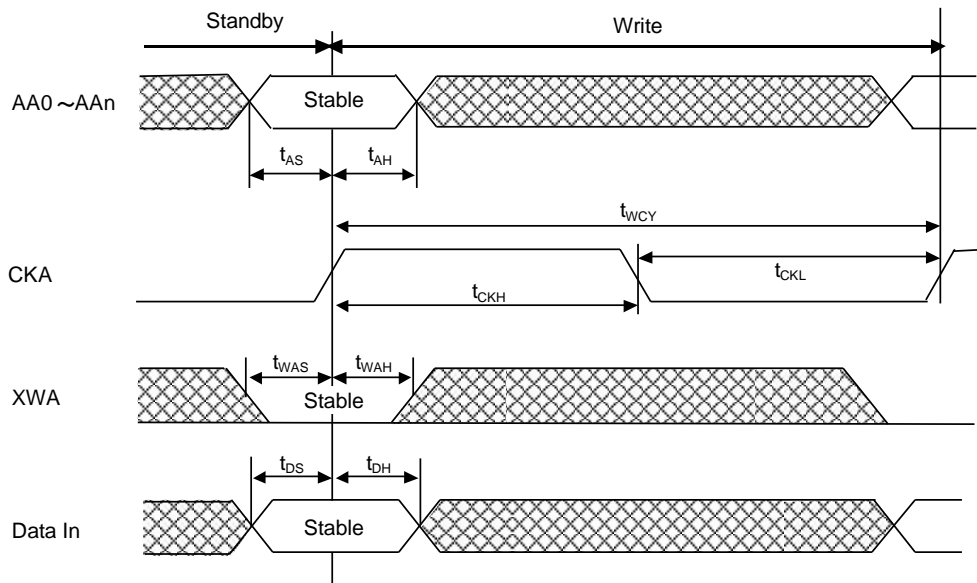 Standby Write
AA0 ~AAn Stable
tAS tAH
tWCY
CKA
tCKL
tCKH
tWAS tWAH
XWA Stable
tDS tDH
Data In Stable